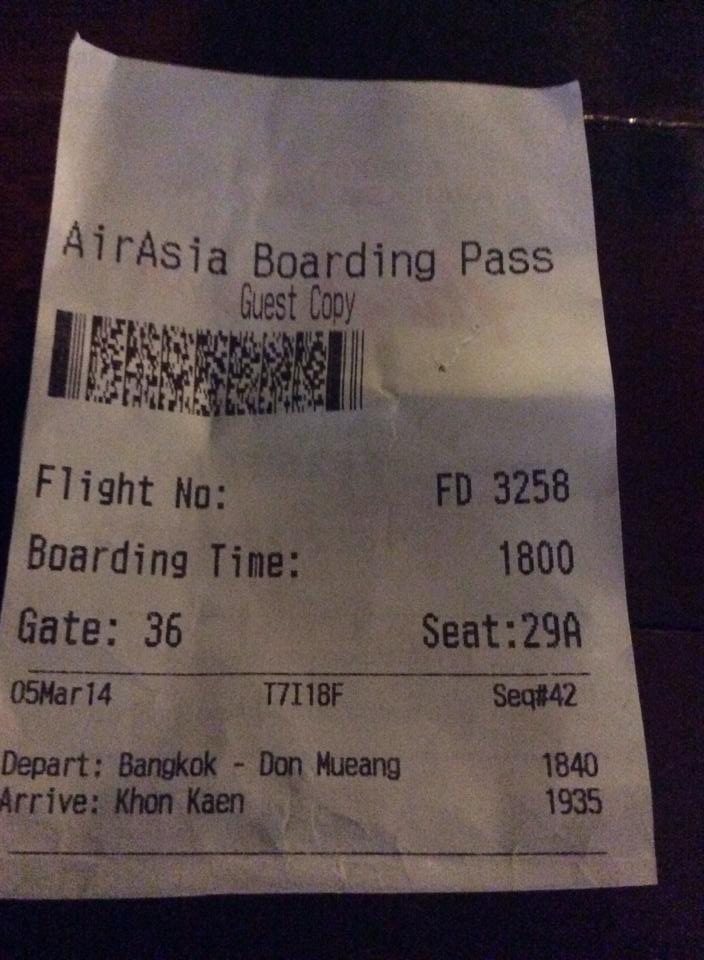 AirAsia Boarding Pass
Guest Copy
Flight No: FD 3258
Boarding Time: 1800
Gate: 36 Seat:29A
05Mar14 T7I18F Seq#42
Depart: Bangkok - Don Mueang 1840
Arrive: Khon Kaen 1935